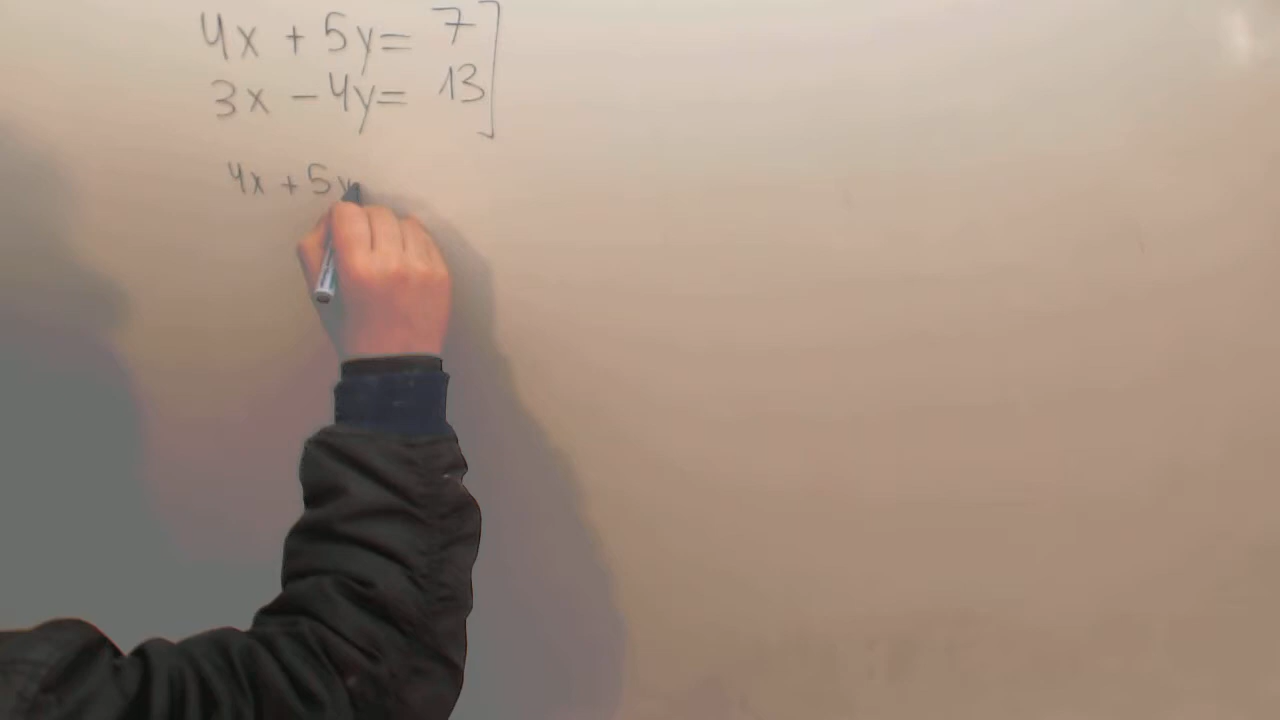 4x + 5y = 7
3x - 4y = 13
4x + 5y